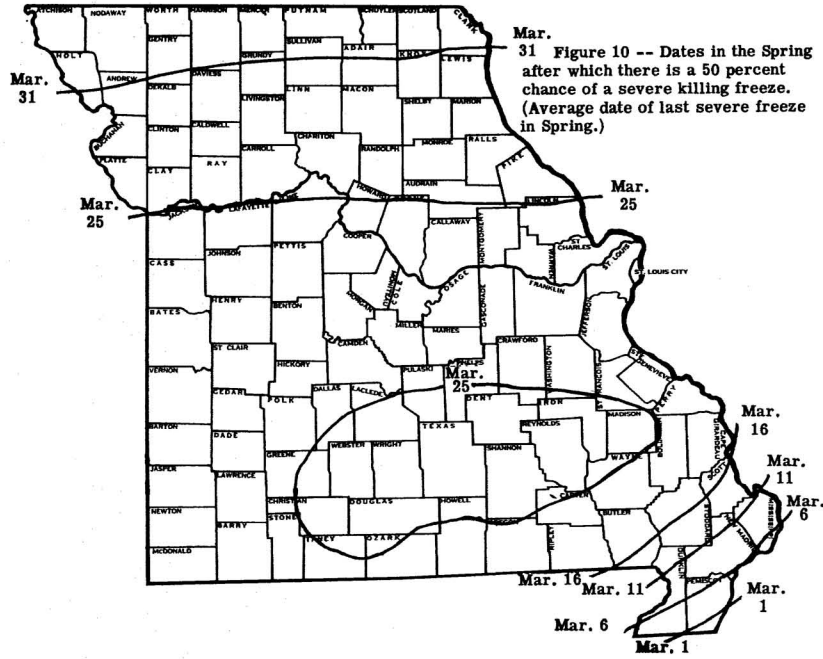 ATCHISON
NODAWAY
WORTH
HARRISON
MERCER
PUTNAM
SCHUYLER
SCOTLAND
CLARK
HOLT
GENTRY
SULLIVAN
ADAIR
KNOX
LEWIS
Mar.
31
Figure 10 -- Dates in the Spring
after which there is a 50 percent
chance of a severe killing freeze.
(Average date of last severe freeze
in Spring.)
Mar.
31
ANDREW
DEKALB
DAVIESS
GRUNDY
LINN
MACON
LIVINGSTON
SHELBY
MARION
BUCHANAN
CLINTON
CALDWELL
CHARITON
RANDOLPH
MONROE
RALLS
PIKE
PLATTE
CLAY
RAY
CARROLL
AUDRAIN
Mar.
25
LAFAYETTE
HOWARD
LINCOLN
Mar.
25
JOHNSON
PETTIS
COOPER
CALLAWAY
MONTGOMERY
WARREN
ST
CHARLES
ST. LOUIS
ST. LOUIS CITY
CASS
MORGAN
MONITEAU
COLE
OSAGE
GASCONADE
FRANKLIN
JEFFERSON
BATES
HENRY
BENTON
MILLER
MARIES
ST CLAIR
CAMDEN
CRAWFORD
WASHINGTON
VERNON
HICKORY
PULASKI
PHELPS
STE GENEVIEVE
Mar.
25
CEDAR
POLK
DALLAS
LACLEDE
DENT
IRON
ST FRANCOIS
PERRY
BARTON
DADE
TEXAS
REYNOLDS
MADISON
BOLLINGER
CAPE
GIRARDEAU
Mar.
16
JASPER
LAWRENCE
GREENE
WEBSTER
WRIGHT
SHANNON
WAYNE
SCOTT
Mar.
11
NEWTON
CHRISTIAN
DOUGLAS
HOWELL
CARTER
STODDARD
MISSISSIPPI
Mar.
6
BARRY
STONE
OREGON
BUTLER
NEW MADRID
MCDONALD
TANEY
OZARK
RIPLEY
DUNKLIN
PEMISCOT
Mar. 16
Mar. 11
Mar.
1
Mar. 6
Mar. 1